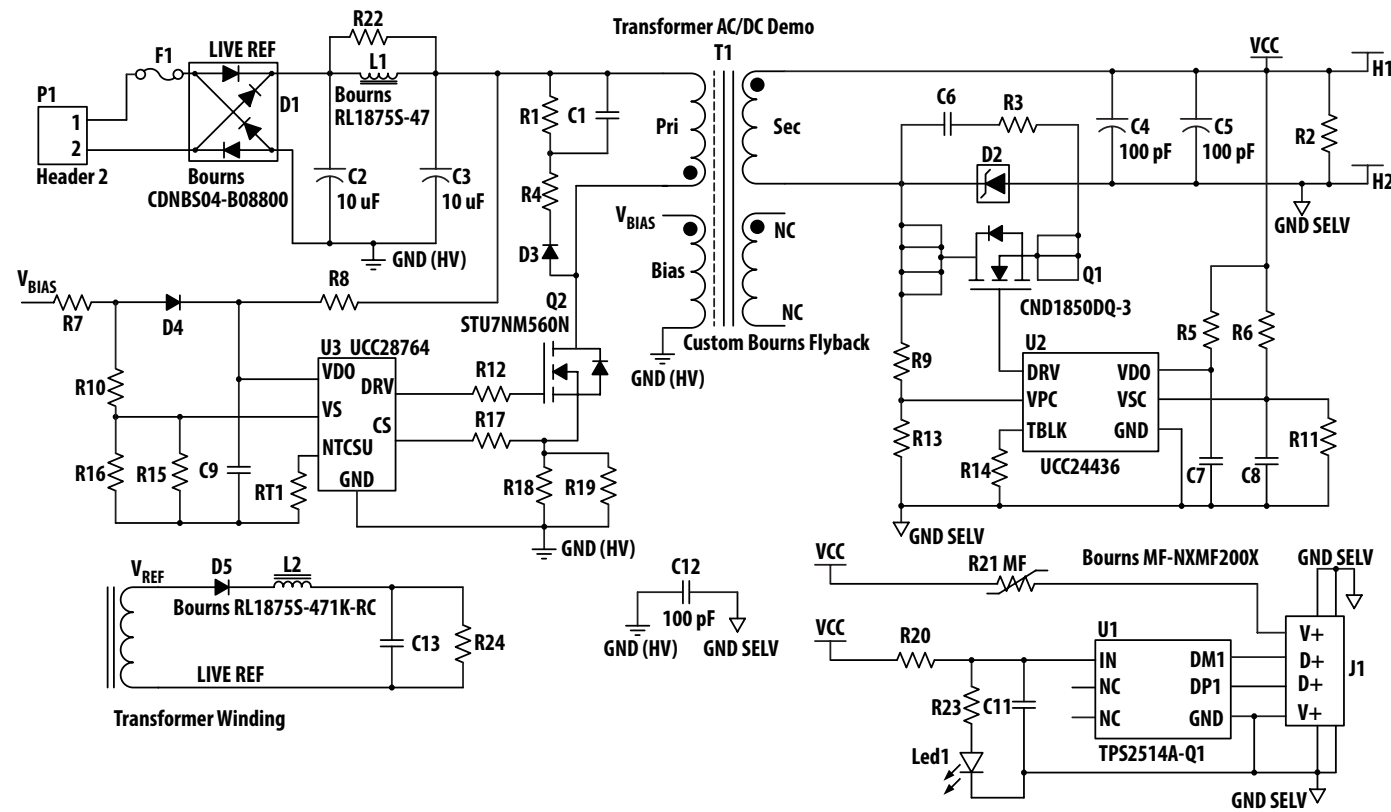 Transformer AC/DC Demo
T1
R22
F1
LIVE REF
L1
Bourns
RL1875S-47
D1
P1
1
2
Header 2
Bourns
CDNBS04-B08800
C2
10 uF
C3
10 uF
GND (HV)
R1
C1
R4
D3
Pri
Sec
VBIAS
Bias
NC
NC
Custom Bourns Flyback
GND (HV)
C6
R3
D2
C4
100 pF
C5
100 pF
VCC
R2
H1
H2
GND SELV
Q1
CND1850DQ-3
VBIAS
R7
D4
R8
Q2
STU7NM560N
U3 UCC28764
VDO
DRV
VS
CS
NTCSU
GND
R10
R16
R15
C9
RT1
R12
R17
R18
R19
GND (HV)
R9
R13
R14
U2
DRV
VDO
VPC
VSC
TBLK
GND
UCC24436
R5
R6
R11
C7
C8
GND SELV
VREF
D5
L2
Bourns RL1875S-471K-RC
C13
R24
LIVE REF
Transformer Winding
C12
100 pF
GND (HV)
GND SELV
VCC
R21 MF
Bourns MF-NXMF200X
GND SELV
VCC
R20
R23
C11
Led1
U1
IN
DM1
NC
DP1
NC
GND
TPS2514A-Q1
V+
D+
D+
V+
J1
GND SELV